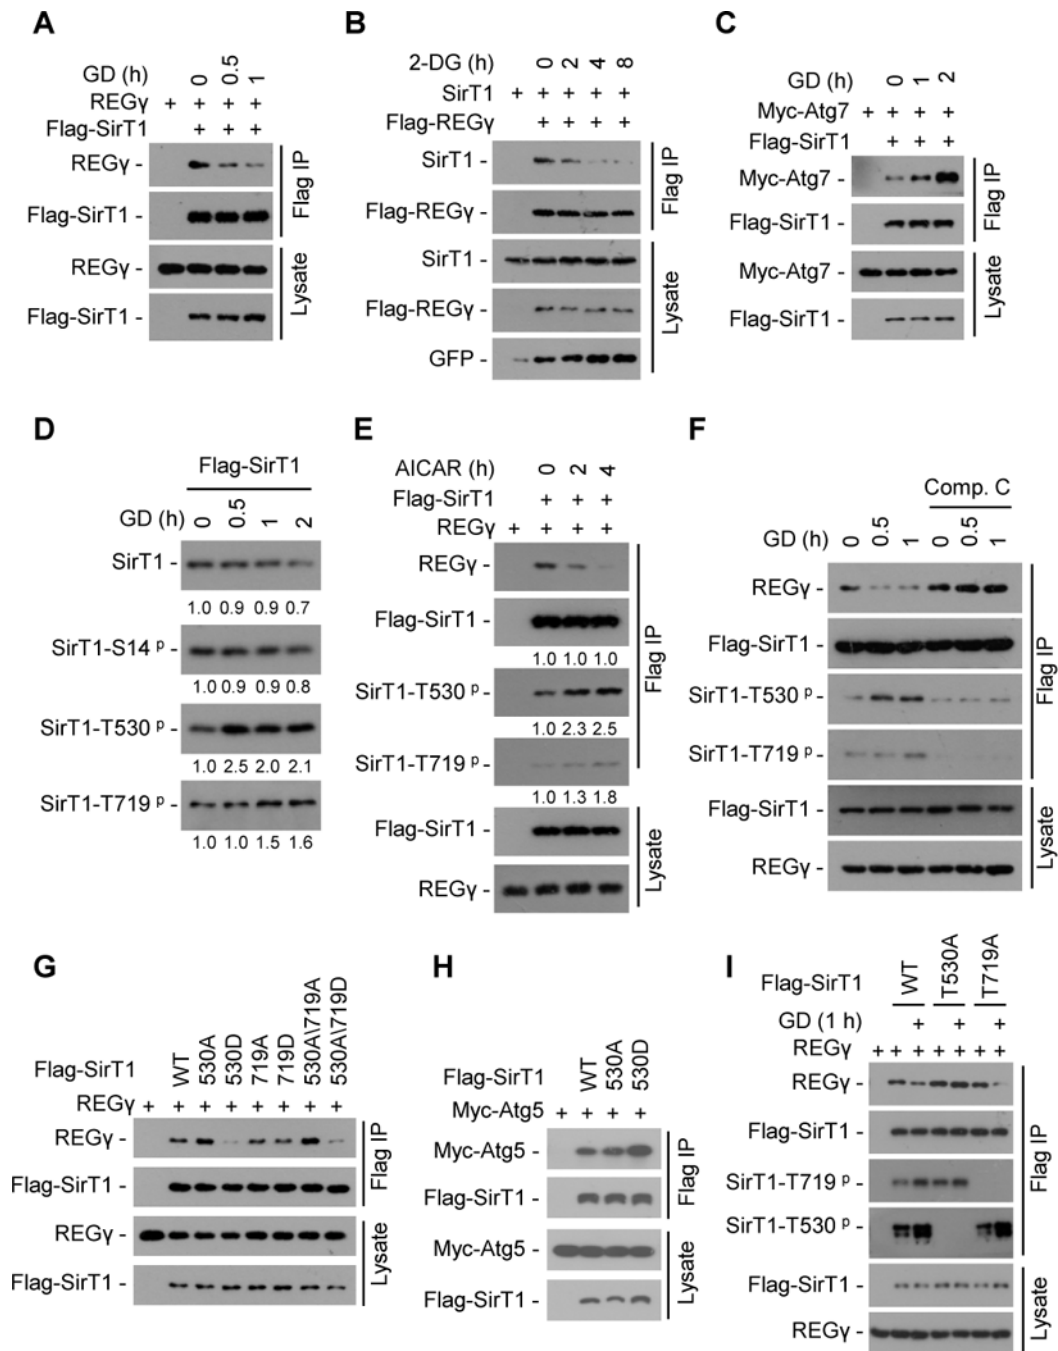 A
GD (h) 0 0.5 1
REGγ + + + +
Flag-SirT1 + + +
REGγ -
Flag-SirT1 -
Flag IP
REGγ -
Flag-SirT1 -
Lysate
B
2-DG (h) 0 2 4 8
SirT1 + + + + +
Flag-REGγ + + + +
SirT1 -
Flag-REGγ -
Flag IP
SirT1 -
Flag-REGγ -
GFP -
Lysate
C
GD (h) 0 1 2
Myc-Atg7 + + + +
Flag-SirT1 + + +
Myc-Atg7 -
Flag-SirT1 -
Flag IP
Myc-Atg7 -
Flag-SirT1 -
Lysate
D
Flag-SirT1
GD (h) 0 0.5 1 2
SirT1 -
1.0 0.9 0.9 0.7
SirT1-S14 p -
1.0 0.9 0.9 0.8
SirT1-T530 p -
1.0 2.5 2.0 2.1
SirT1-T719 p -
1.0 1.0 1.5 1.6
E
AICAR (h) 0 2 4
Flag-SirT1 + + +
REGγ + + + +
REGγ -
Flag-SirT1 -
1.0 1.0 1.0
SirT1-T530 p -
1.0 2.3 2.5
SirT1-T719 p -
1.0 1.3 1.8
Flag IP
Flag-SirT1 -
REGγ -
Lysate
F
Comp. C
GD (h) 0 0.5 1 0 0.5 1
REGγ -
Flag-SirT1 -
SirT1-T530 p -
SirT1-T719 p -
Flag IP
Flag-SirT1 -
REGγ -
Lysate
G
Flag-SirT1 WT 530A 530D 719A 719D 530A\719A 530A\719D
REGγ + + + + + + + +
REGγ -
Flag-SirT1 -
Flag IP
REGγ -
Flag-SirT1 -
Lysate
H
Flag-SirT1 WT 530A 530D
Myc-Atg5 + + + +
Myc-Atg5 -
Flag-SirT1 -
Flag IP
Myc-Atg5 -
Flag-SirT1 -
Lysate
I
Flag-SirT1 WT T530A T719A
GD (1 h) + + +
REGγ + + + + + + +
REGγ -
Flag-SirT1 -
SirT1-T719 p -
SirT1-T530 p -
Flag IP
Flag-SirT1 -
REGγ -
Lysate